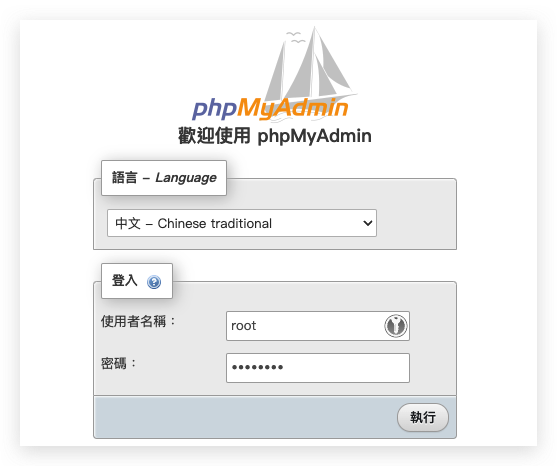 phpMyAdmin
歡迎使用 phpMyAdmin
語言 – Language
中文 – Chinese traditional
登入
使用者名稱：
root
密碼：
••••••••
執行